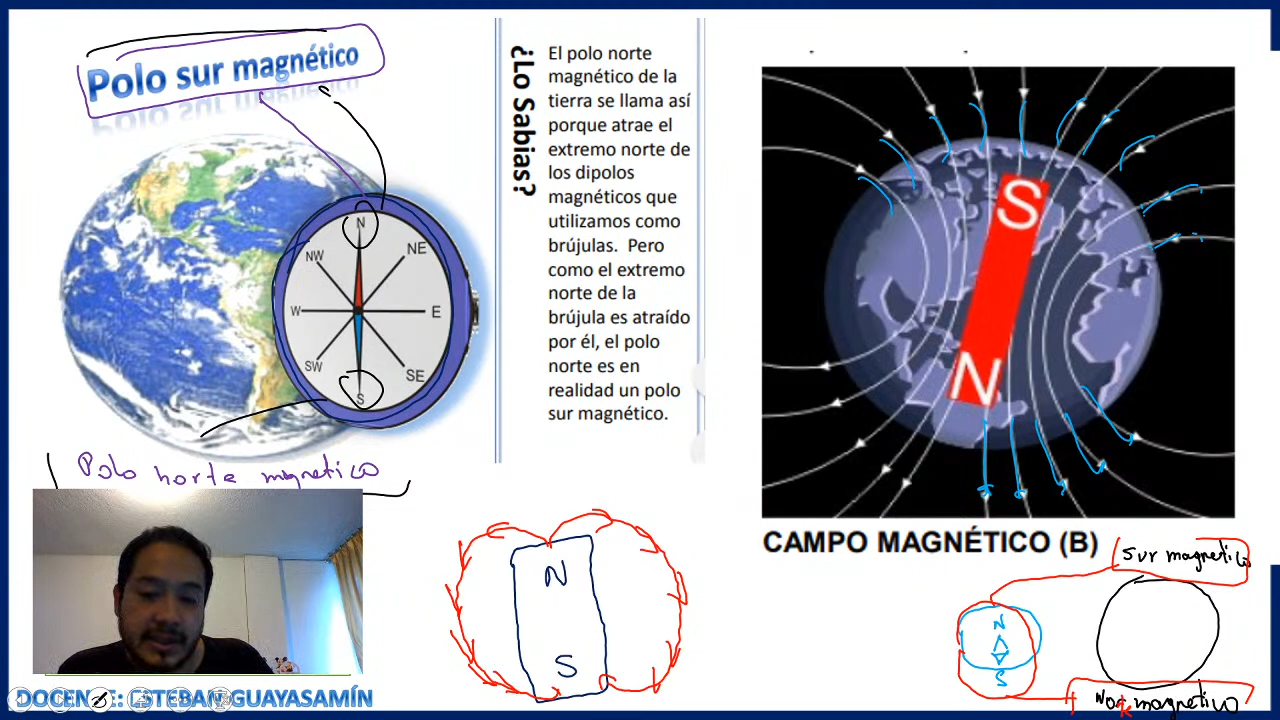 Polo sur magnético
N
NE
E
SE
S
SW
W
NW
Polo norte magnetico
¿Lo Sabias?
El polo norte
magnético de la
tierra se llama así
porque atrae el
extremo norte de
los dipolos
magnéticos que
utilizamos como
brújulas. Pero
como el extremo
norte de la
brújula es atraído
por él, el polo
norte es en
realidad un polo
sur magnético.
S
N
CAMPO MAGNÉTICO (B)
N
S
Sur magnetico
N
S
magnetico
DOCENTE: ESTEBAN GUAYASAMÍN